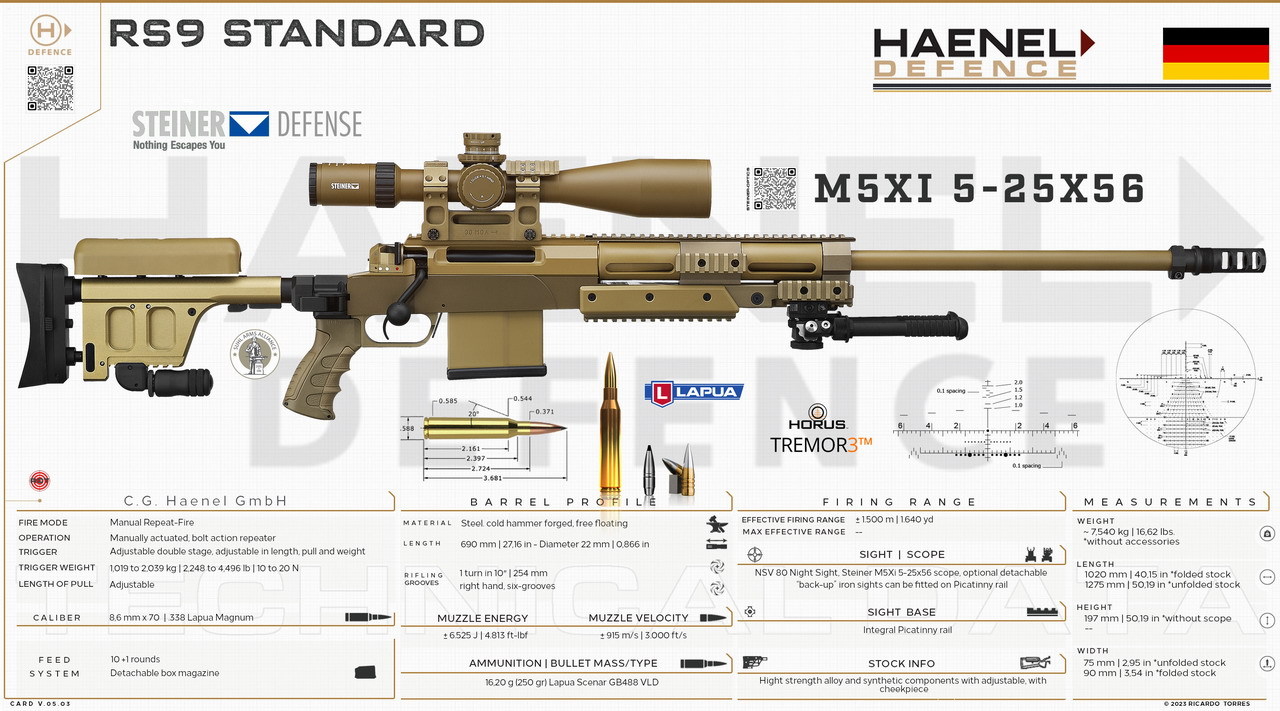 RS9 STANDARD
H
DEFENCE
HAENEL
DEFENCE
STEINER DEFENSE
Nothing Escapes You
STEINER
STEINER-OPTICS
M5XI 5-25X56
HAENEL
DEFENCE
LAPUA
HORUS
TREMOR3™
0.585
0.544
20°
0.371
.588
2.161
2.397
2.724
3.681
0.1 spacing
2.0
1.5
1.2
1.0
6 4 2 2 4 6
0.1 spacing
TECHNICAL DATA
C.G. Haenel GmbH
FIRE MODE Manual Repeat-Fire
OPERATION Manually actuated, bolt action repeater
TRIGGER Adjustable double stage, adjustable in length, pull and weight
TRIGGER WEIGHT 1,019 to 2,039 kg | 2,248 to 4,496 lb | 10 to 20 N
LENGTH OF PULL Adjustable
CALIBER 8,6 mm x 70 | .338 Lapua Magnum
FEED SYSTEM
10 +1 rounds
Detachable box magazine
BARREL PROFILE
MATERIAL Steel. cold hammer forged, free floating
LENGTH 690 mm | 27,16 in - Diameter 22 mm | 0,866 in
RIFLING GROOVES
1 turn in 10" | 254 mm
right hand, six-grooves
MUZZLE ENERGY
± 6.525 J | 4.813 ft-lbf
MUZZLE VELOCITY
± 915 m/s | 3.000 ft/s
AMMUNITION | BULLET MASS/TYPE
16,20 g (250 gr) Lapua Scenar GB488 VLD
FIRING RANGE
EFFECTIVE FIRING RANGE ± 1.500 m | 1.640 yd
MAX EFFECTIVE RANGE --
SIGHT | SCOPE
NSV 80 Night Sight, Steiner M5Xi 5-25x56 scope, optional detachable
"back-up" iron sights can be fitted on Picatinny rail
SIGHT BASE
Integral Picatinny rail
STOCK INFO
Hight strength alloy and synthetic components with adjustable, with
cheekpiece
MEASUREMENTS
WEIGHT
~ 7,540 kg | 16,62 lbs.
*without accessories
LENGTH
1020 mm | 40,15 in *folded stock
1275 mm | 50,19 in *unfolded stock
HEIGHT
197 mm | 50,19 in *without scope
--
WIDTH
75 mm | 2,95 in *unfolded stock
90 mm | 3,54 in *folded stock
CARD V.05.03
© 2023 RICARDO TORRES